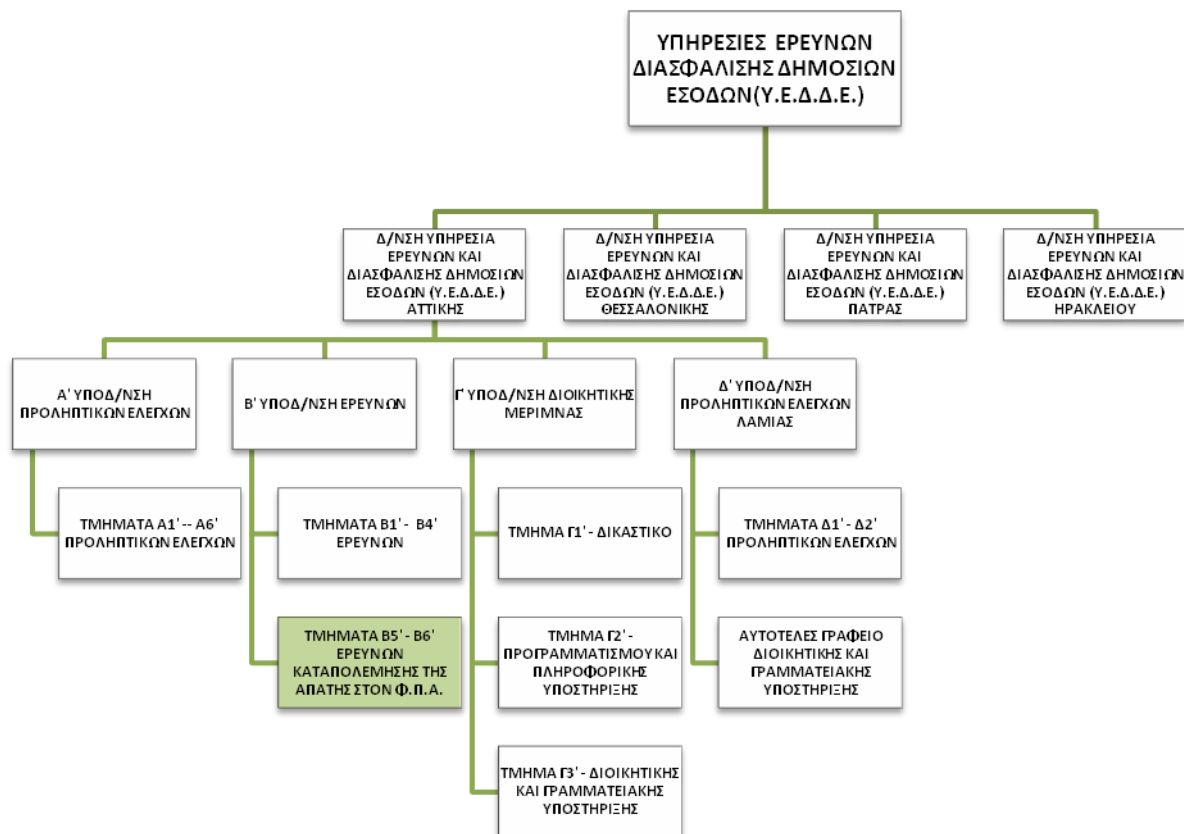 ΥΠΗΡΕΣΙΕΣ ΕΡΕΥΝΩΝ
ΔΙΑΣΦΑΛΙΣΗΣ ΔΗΜΟΣΙΩΝ
ΕΣΟΔΩΝ(Υ.Ε.Δ.Δ.Ε.)
Δ/ΝΣΗ ΥΠΗΡΕΣΙΑ
ΕΡΕΥΝΩΝ ΚΑΙ
ΔΙΑΣΦΑΛΙΣΗΣ ΔΗΜΟΣΙΩΝ
ΕΣΟΔΩΝ (Υ.Ε.Δ.Δ.Ε.)
ΑΤΤΙΚΗΣ
Δ/ΝΣΗ ΥΠΗΡΕΣΙΑ
ΕΡΕΥΝΩΝ ΚΑΙ
ΔΙΑΣΦΑΛΙΣΗΣ ΔΗΜΟΣΙΩΝ
ΕΣΟΔΩΝ (Υ.Ε.Δ.Δ.Ε.)
ΘΕΣΣΑΛΟΝΙΚΗΣ
Δ/ΝΣΗ ΥΠΗΡΕΣΙΑ
ΕΡΕΥΝΩΝ ΚΑΙ
ΔΙΑΣΦΑΛΙΣΗΣ ΔΗΜΟΣΙΩΝ
ΕΣΟΔΩΝ (Υ.Ε.Δ.Δ.Ε.)
ΠΑΤΡΑΣ
Δ/ΝΣΗ ΥΠΗΡΕΣΙΑ
ΕΡΕΥΝΩΝ ΚΑΙ
ΔΙΑΣΦΑΛΙΣΗΣ ΔΗΜΟΣΙΩΝ
ΕΣΟΔΩΝ (Υ.Ε.Δ.Δ.Ε.)
ΗΡΑΚΛΕΙΟΥ
Α' ΥΠΟΔ/ΝΣΗ
ΠΡΟΛΗΠΤΙΚΩΝ ΕΛΕΓΧΩΝ
Β' ΥΠΟΔ/ΝΣΗ ΕΡΕΥΝΩΝ
Γ' ΥΠΟΔ/ΝΣΗ ΔΙΟΙΚΗΤΙΚΗΣ
ΜΕΡΙΜΝΑΣ
Δ' ΥΠΟΔ/ΝΣΗ
ΠΡΟΛΗΠΤΙΚΩΝ ΕΛΕΓΧΩΝ
ΛΑΜΙΑΣ
ΤΜΗΜΑΤΑ Α1' -- Α6'
ΠΡΟΛΗΠΤΙΚΩΝ ΕΛΕΓΧΩΝ
ΤΜΗΜΑΤΑ Β1' - Β4'
ΕΡΕΥΝΩΝ
ΤΜΗΜΑ Γ1' - ΔΙΚΑΣΤΙΚΟ
ΤΜΗΜΑΤΑ Δ1' - Δ2'
ΠΡΟΛΗΠΤΙΚΩΝ ΕΛΕΓΧΩΝ
ΤΜΗΜΑΤΑ Β5' - Β6'
ΕΡΕΥΝΩΝ
ΚΑΤΑΠΟΛΕΜΗΣΗΣ ΤΗΣ
ΑΠΑΤΗΣ ΣΤΟΝ Φ.Π.Α.
ΤΜΗΜΑ Γ2' -
ΠΡΟΓΡΑΜΜΑΤΙΣΜΟΥ ΚΑΙ
ΠΛΗΡΟΦΟΡΙΚΗΣ
ΥΠΟΣΤΗΡΙΞΗΣ
ΑΥΤΟΤΕΛΕΣ ΓΡΑΦΕΙΟ
ΔΙΟΙΚΗΤΙΚΗΣ ΚΑΙ
ΓΡΑΜΜΑΤΕΙΑΚΗΣ
ΥΠΟΣΤΗΡΙΞΗΣ
ΤΜΗΜΑ Γ3' - ΔΙΟΙΚΗΤΙΚΗΣ
ΚΑΙ ΓΡΑΜΜΑΤΕΙΑΚΗΣ
ΥΠΟΣΤΗΡΙΞΗΣ